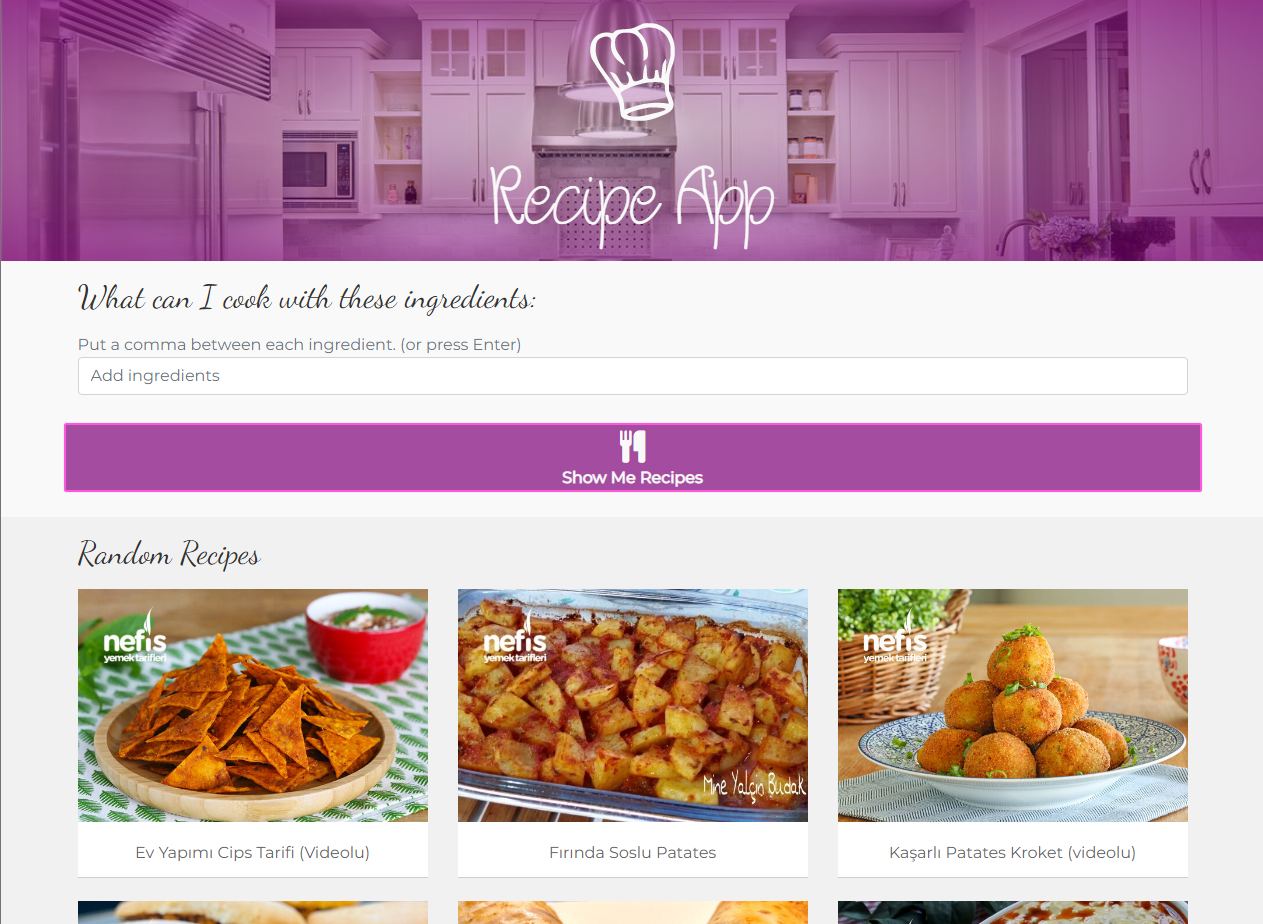 Recipe App
What can I cook with these ingredients:
Put a comma between each ingredient. (or press Enter)
Add ingredients
Show Me Recipes
Random Recipes
nefis
yemek tarifleri
Ev Yapımı Cips Tarifi (Videolu)
nefis
yemek tarifleri
Mine Yalçın Budak
Fırında Soslu Patates
nefis
yemek tarifleri
Kaşarlı Patates Kroket (videolu)